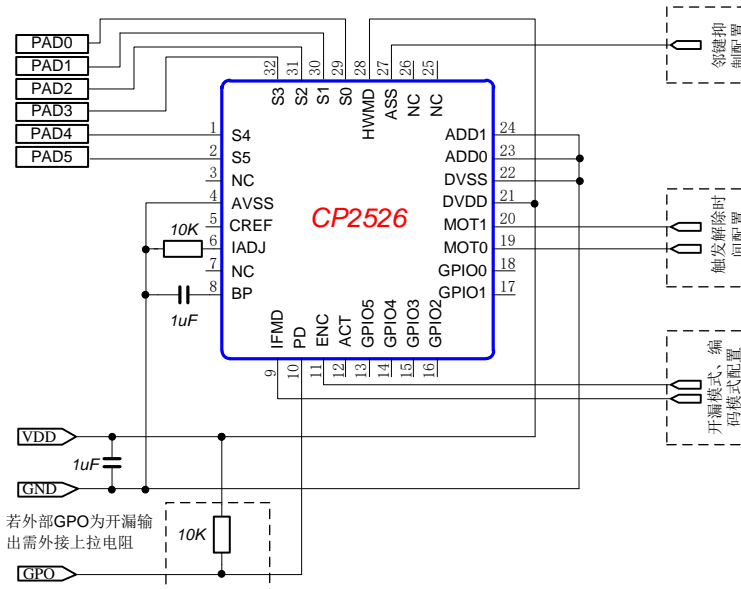 PAD0
PAD1
PAD2
PAD3
PAD4
PAD5
32
31
30
29
28
27
26
25
S3
S2
S1
S0
HWMD
ASS
NC
NC
1
S4
2
S5
3
NC
4
AVSS
5
CREF
6
IADJ
7
NC
8
BP
10K
1uF
CP2526
ADD1
24
ADD0
23
DVSS
22
DVDD
21
MOT1
20
MOT0
19
GPIO0
18
GPIO1
17
IFMD
PD
ENC
ACT
GPIO5
GPIO4
GPIO3
GPIO2
9
10
11
12
13
14
15
16
邻键抑
制配置
触发解除时
间配置
开漏模式、编
码模式配置
VDD
1uF
GND
若外部GPO为开漏输
出需外接上拉电阻
10K
GPO